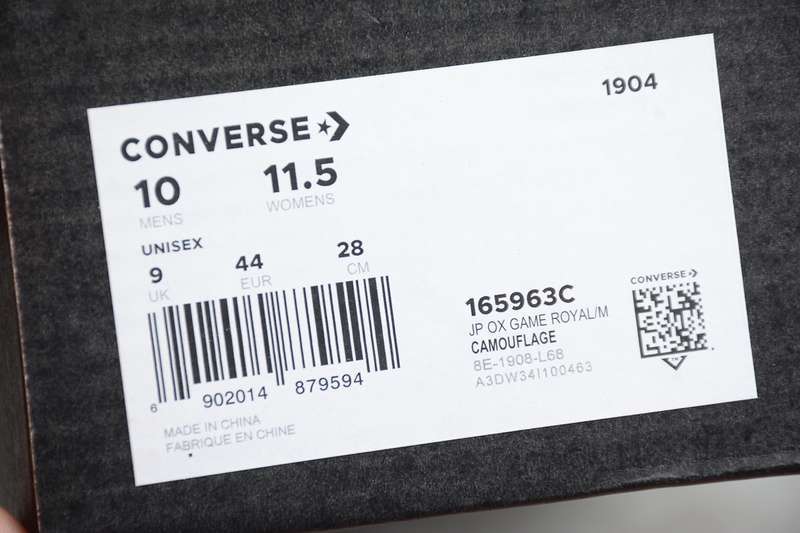 1904
CONVERSE
10 11.5
MENS WOMENS
UNISEX
9 44 28
UK EUR CM
6 902014 879594
MADE IN CHINA
FABRIQUE EN CHINE
165963C
JP OX GAME ROYAL/M
CAMOUFLAGE
8E-1908-L68
A3DW34I100463
CONVERSE